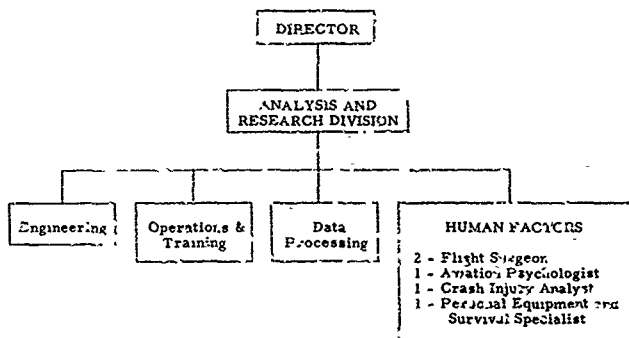 DIRECTOR
ANALYSIS AND
RESEARCH DIVISION
Engineering
Operations &
Training
Data
Processing
HUMAN FACTORS
2 - Flight Surgeon
1 - Aviation Psychologist
1 - Crash Injury Analyst
1 - Personal Equipment and
Survival Specialist